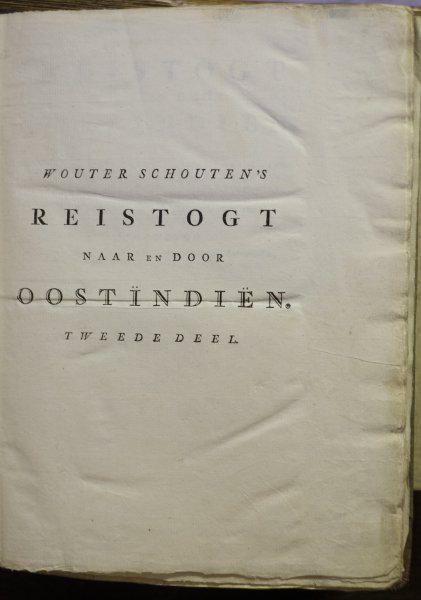 WOUTER SCHOUTEN'S
REISTOGT
NAAR EN DOOR
OOSTÏNDIËN.
TWEEDE DEEL.